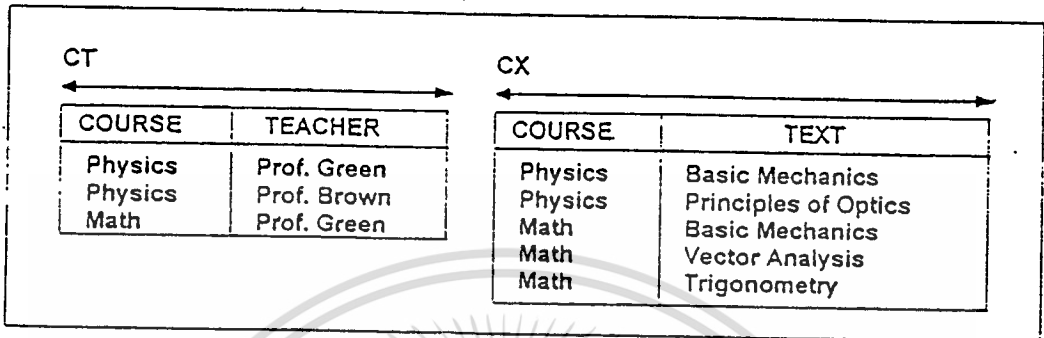 CT
COURSE TEACHER
Physics Prof. Green
Physics Prof. Brown
Math Prof. Green
CX
COURSE TEXT
Physics Basic Mechanics
Physics Principles of Optics
Math Basic Mechanics
Math Vector Analysis
Math Trigonometry